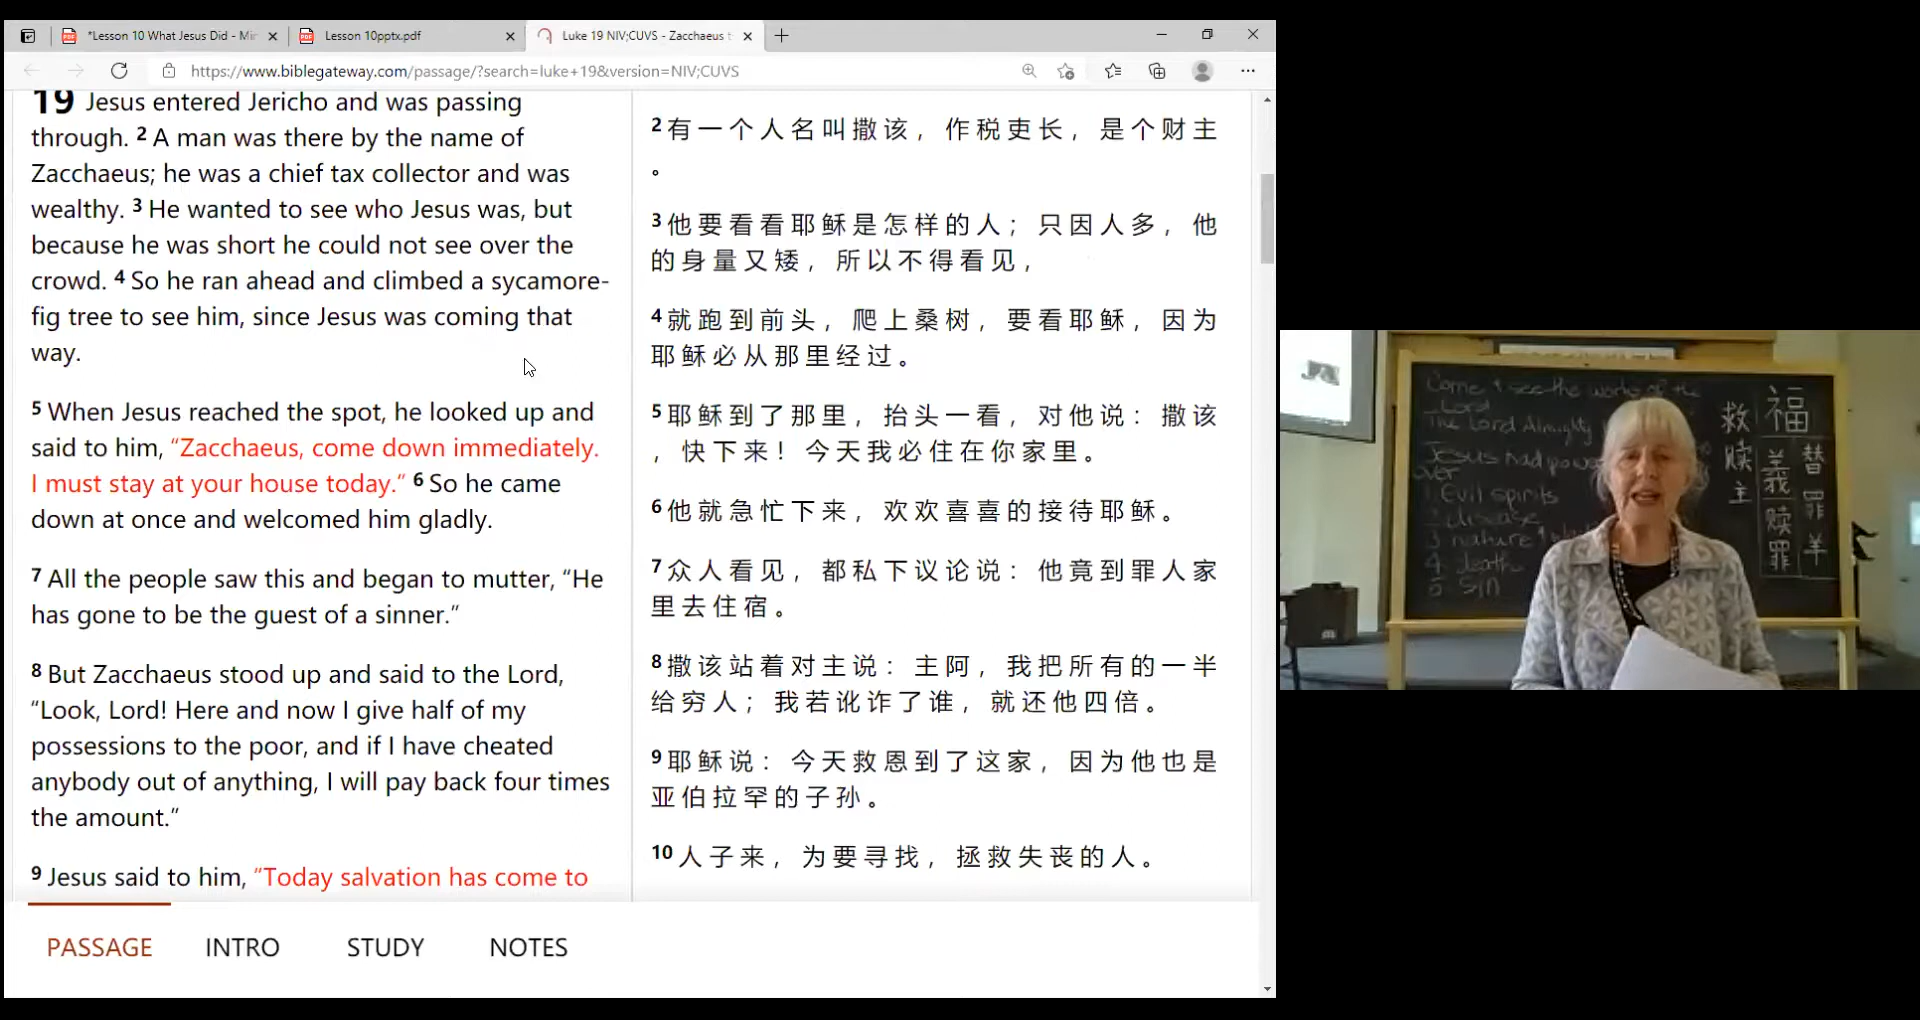 *Lesson 10 What Jesus Did - Mi
Lesson 10pptx.pdf
Luke 19 NIV;CUVS - Zacchaeus t
https://www.biblegateway.com/passage/?search=luke+19&version=NIV;CUVS
19 Jesus entered Jericho and was passing
through. 2 A man was there by the name of
Zacchaeus; he was a chief tax collector and was
wealthy. 3 He wanted to see who Jesus was, but
because he was short he could not see over the
crowd. 4 So he ran ahead and climbed a sycamore-
fig tree to see him, since Jesus was coming that
way.
5 When Jesus reached the spot, he looked up and
said to him, “Zacchaeus, come down immediately.
I must stay at your house today.” 6 So he came
down at once and welcomed him gladly.
7 All the people saw this and began to mutter, “He
has gone to be the guest of a sinner.”
8 But Zacchaeus stood up and said to the Lord,
“Look, Lord! Here and now I give half of my
possessions to the poor, and if I have cheated
anybody out of anything, I will pay back four times
the amount.”
9 Jesus said to him, “Today salvation has come to
2 有一个人名叫撒该，作税吏长，是个财主
。
3 他要看看耶稣是怎样的人；只因人多，他
的身量又矮，所以不得看见，
4 就跑到前头，爬上桑树，要看耶稣，因为
耶稣必从那里经过。
5 耶稣到了那里，抬头一看，对他说：撒该
，快下来！今天我必住在你家里。
6 他就急忙下来，欢欢喜喜的接待耶稣。
7 众人看见，都私下议论说：他竟到罪人家
里去住宿。
8 撒该站着对主说：主阿，我把所有的一半
给穷人；我若讹诈了谁，就还他四倍。
9 耶稣说：今天救恩到了这家，因为他也是
亚伯拉罕的子孙。
10 人子来，为要寻找，拯救失丧的人。
PASSAGE
INTRO
STUDY
NOTES
Come & see the works of the
Lord
The Lord Almighty
Jesus had power
over
1 Evil spirits
2 disease
3 nature
4 death
5 Sin
救赎主
福
義
赎罪
替罪羊